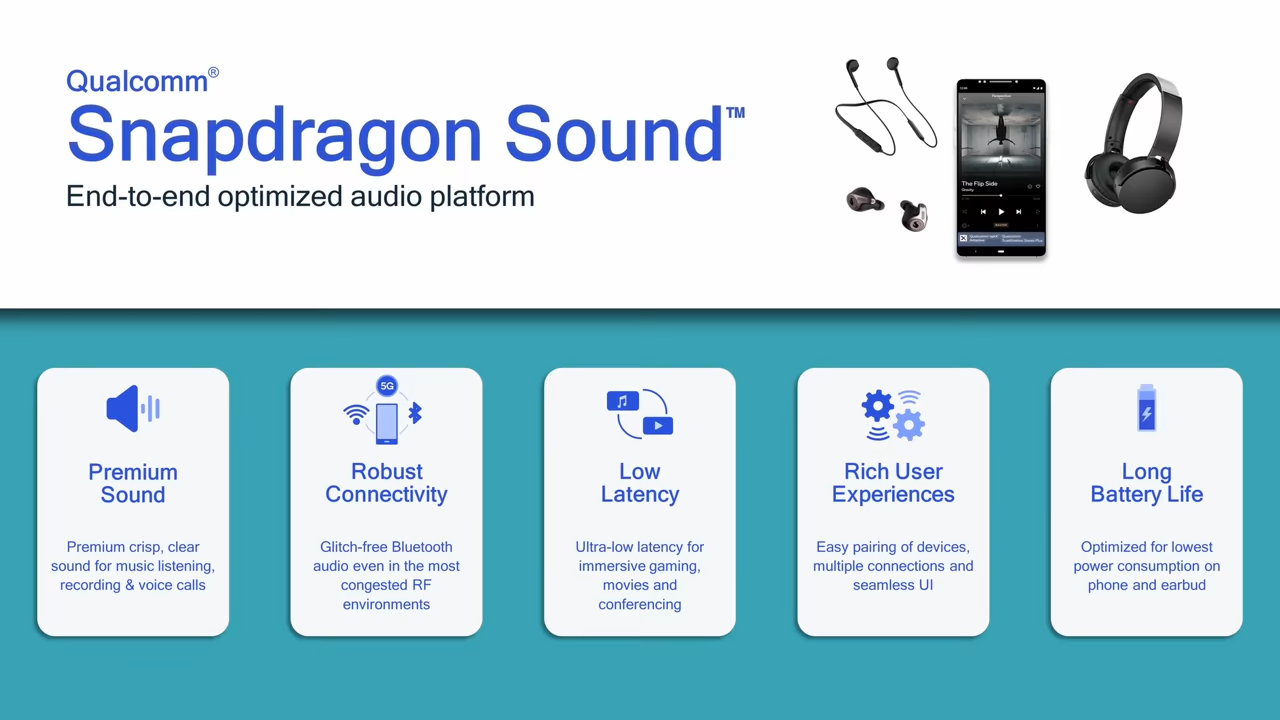 Qualcomm®
Snapdragon Sound™
End-to-end optimized audio platform
The Flip Side
Gravity
5G
Premium
Sound
Premium crisp, clear
sound for music listening,
recording & voice calls
Robust
Connectivity
Glitch-free Bluetooth
audio even in the most
congested RF
environments
Low
Latency
Ultra-low latency for
immersive gaming,
movies and
conferencing
Rich User
Experiences
Easy pairing of devices,
multiple connections and
seamless UI
Long
Battery Life
Optimized for lowest
power consumption on
phone and earbud